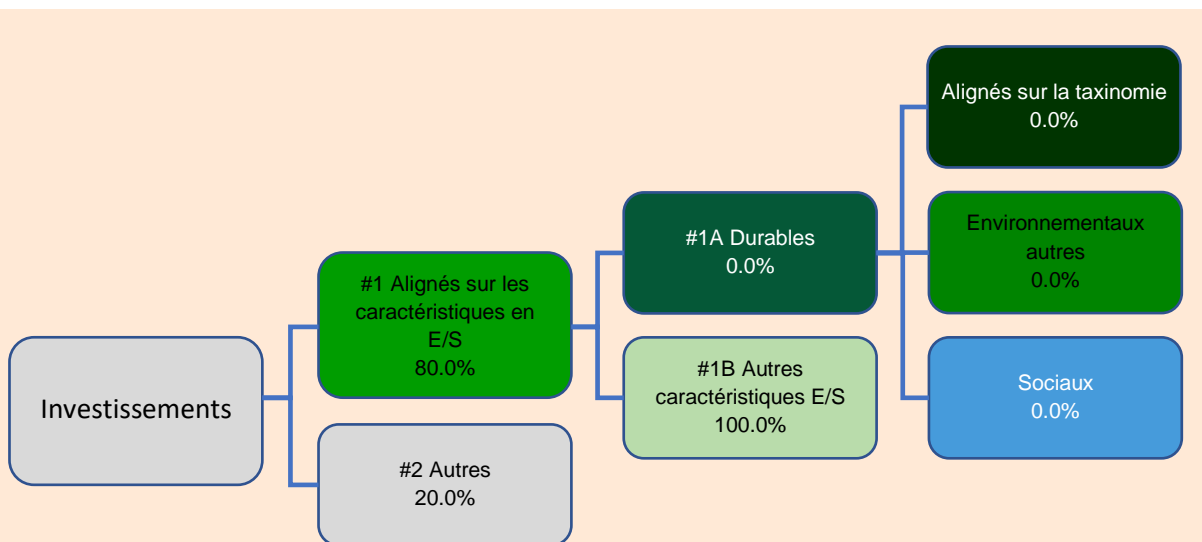 Investissements
#1 Alignés sur les
caractéristiques en
E/S
80.0%
#2 Autres
20.0%
#1A Durables
0.0%
#1B Autres
caractéristiques E/S
100.0%
Alignés sur la taxinomie
0.0%
Environnementaux
autres
0.0%
Sociaux
0.0%